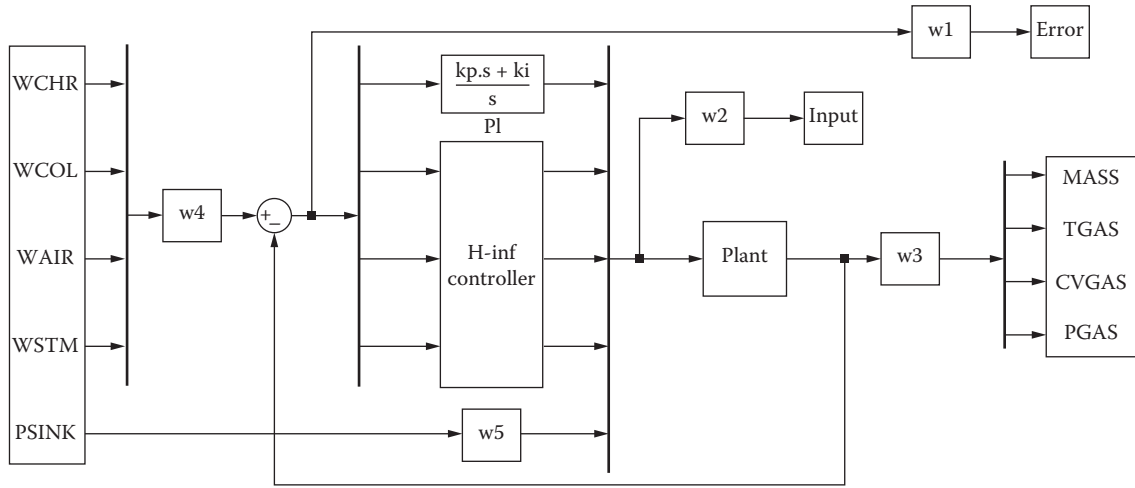 WCHR
WCOL
WAIR
WSTM
PSINK
w4
+
−
kp.s + ki
s
Pl
H-inf
controller
w5
w1
Error
w2
Input
Plant
w3
MASS
TGAS
CVGAS
PGAS